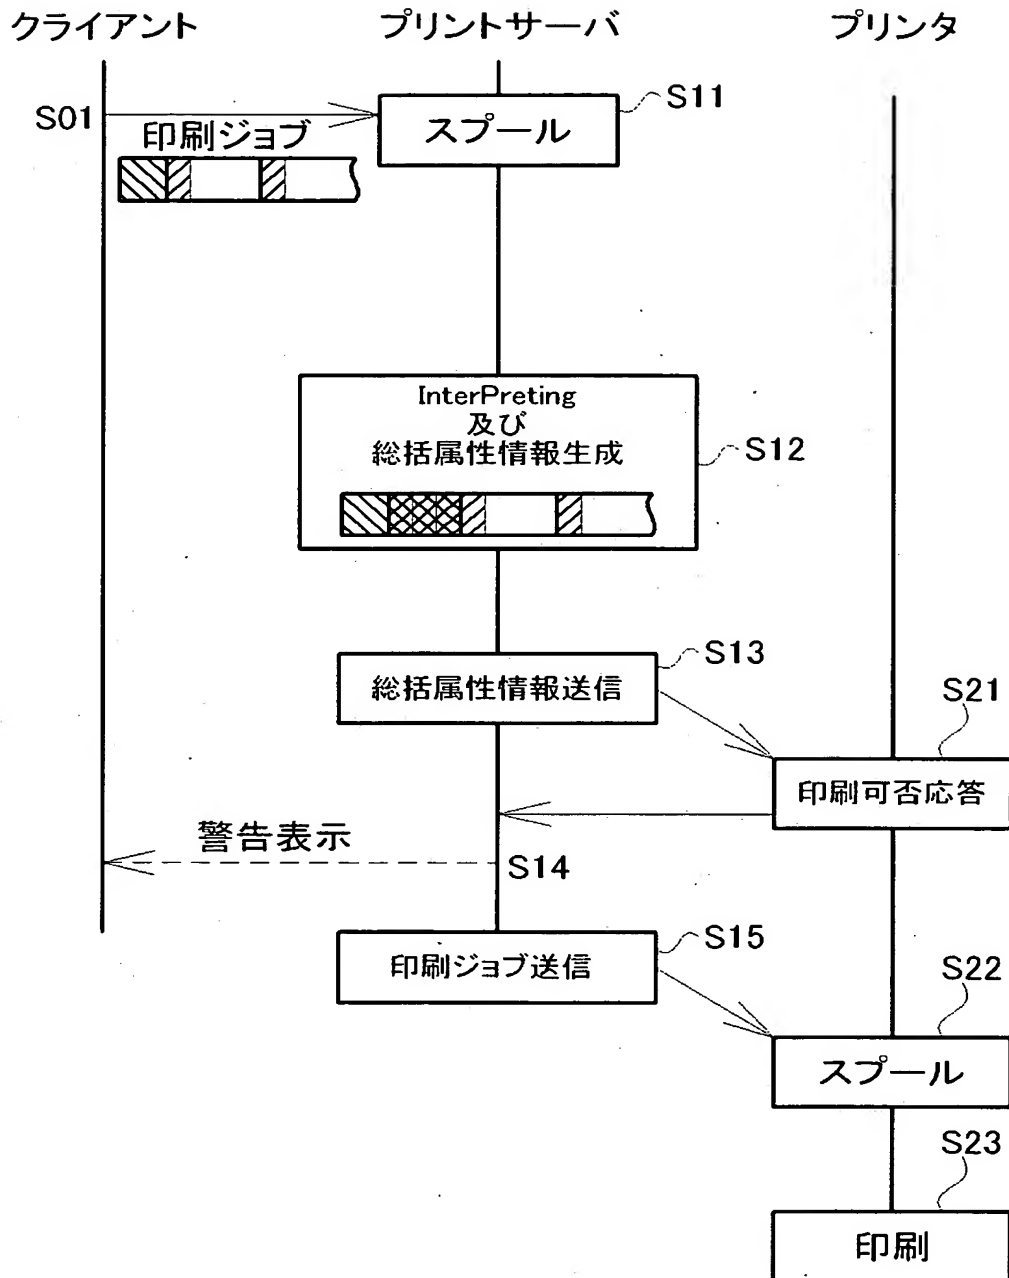 クライアント
プリントサーバ
プリンタ
S01
印刷ジョブ
スプール
S11
InterPreting
及び
総括属性情報生成
S12
総括属性情報送信
S13
S21
印刷可否応答
警告表示
S14
印刷ジョブ送信
S15
S22
スプール
S23
印刷